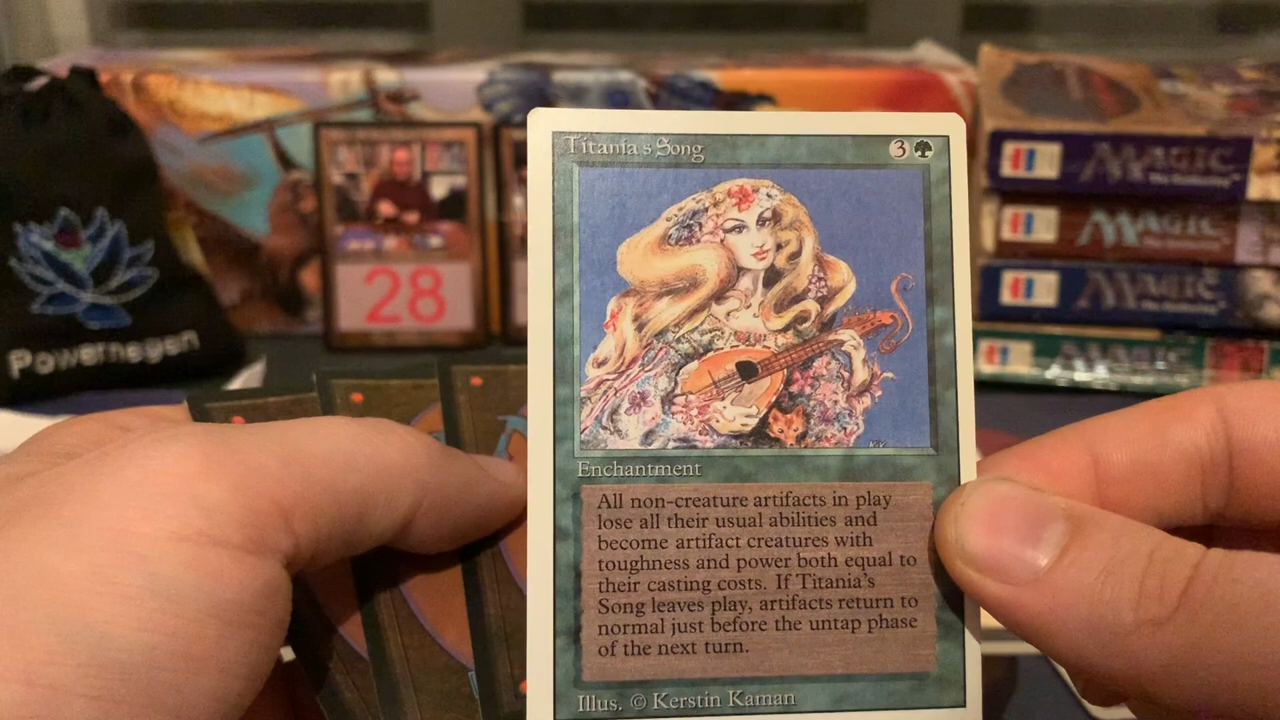 Titania's Song
3
Enchantment
All non-creature artifacts in play
lose all their usual abilities and
become artifact creatures with
toughness and power both equal to
their casting costs. If Titania's
Song leaves play, artifacts return to
normal just before the untap phase
of the next turn.
Illus. © Kerstin Kaman
28
Powernegen
MAGIC
MAGIC
MAGIC
MAGIC